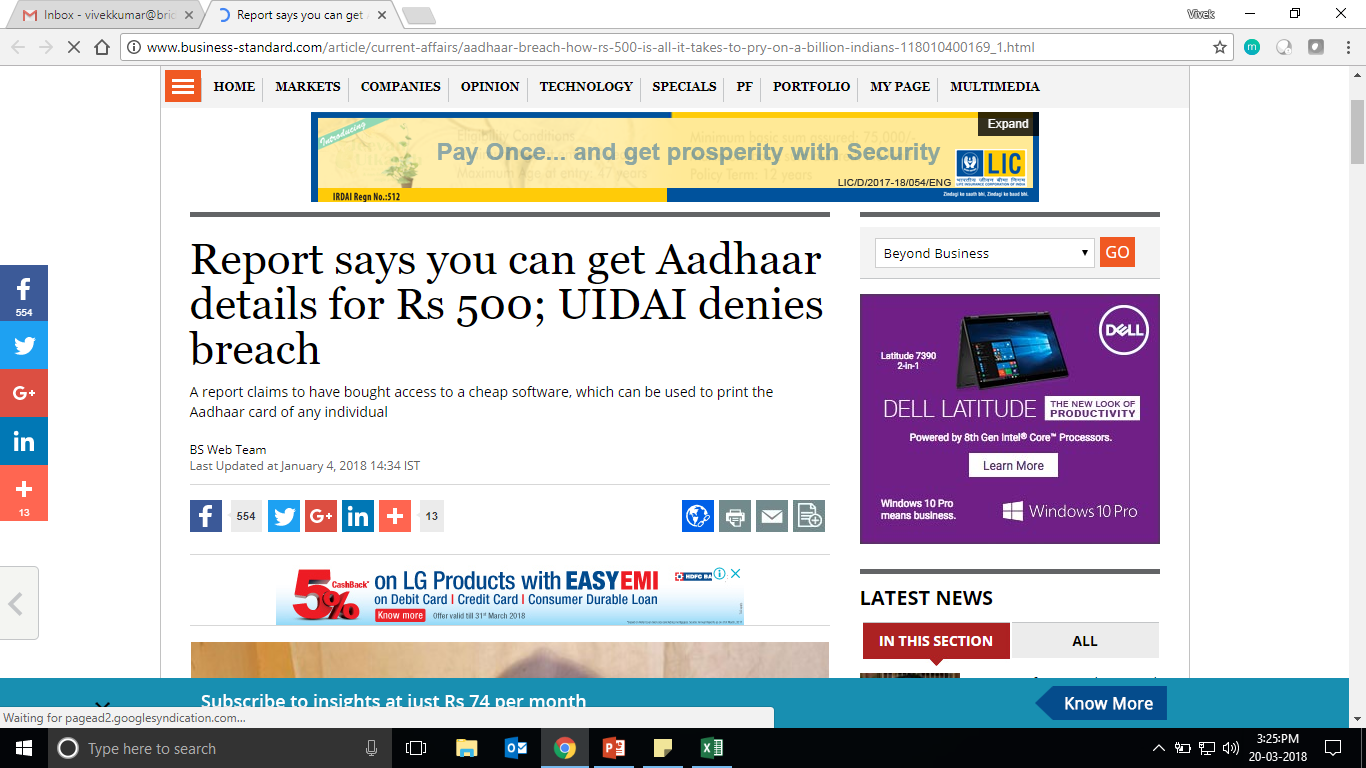 Inbox - vivekkumar@bric
Report says you can get A
Vivek
www.business-standard.com/article/current-affairs/aadhaar-breach-how-rs-500-is-all-it-takes-to-pry-on-a-billion-indians-118010400169_1.html
HOME MARKETS COMPANIES OPINION TECHNOLOGY SPECIALS PF PORTFOLIO MY PAGE MULTIMEDIA
Introducing
Expand
Pay Once... and get prosperity with Security
LIC
LIC/D/2017-18/054/ENG
IRDAI Regn No.:512
Report says you can get Aadhaar
details for Rs 500; UIDAI denies
breach
A report claims to have bought access to a cheap software, which can be used to print the
Aadhaar card of any individual
BS Web Team
Last Updated at January 4, 2018 14:34 IST
554
G+
in
13
554
G+
in
13
Beyond Business
GO
DELL
Latitude 7390
2-in-1
DELL LATITUDE
THE NEW LOOK OF
PRODUCTIVITY
Powered by 8th Gen Intel® Core™ Processors.
Learn More
Windows 10 Pro
means business.
Windows 10 Pro
5% CashBack* on LG Products with EASYEMI
on Debit Card | Credit Card | Consumer Durable Loan
Know more
Offer valid till 31st March 2018
HDFC BA
LATEST NEWS
IN THIS SECTION
ALL
Subscribe to insights at just Rs 74 per month
Know More
Waiting for pagead2.googlesyndication.com...
Type here to search
3:25:PM
20-03-2018